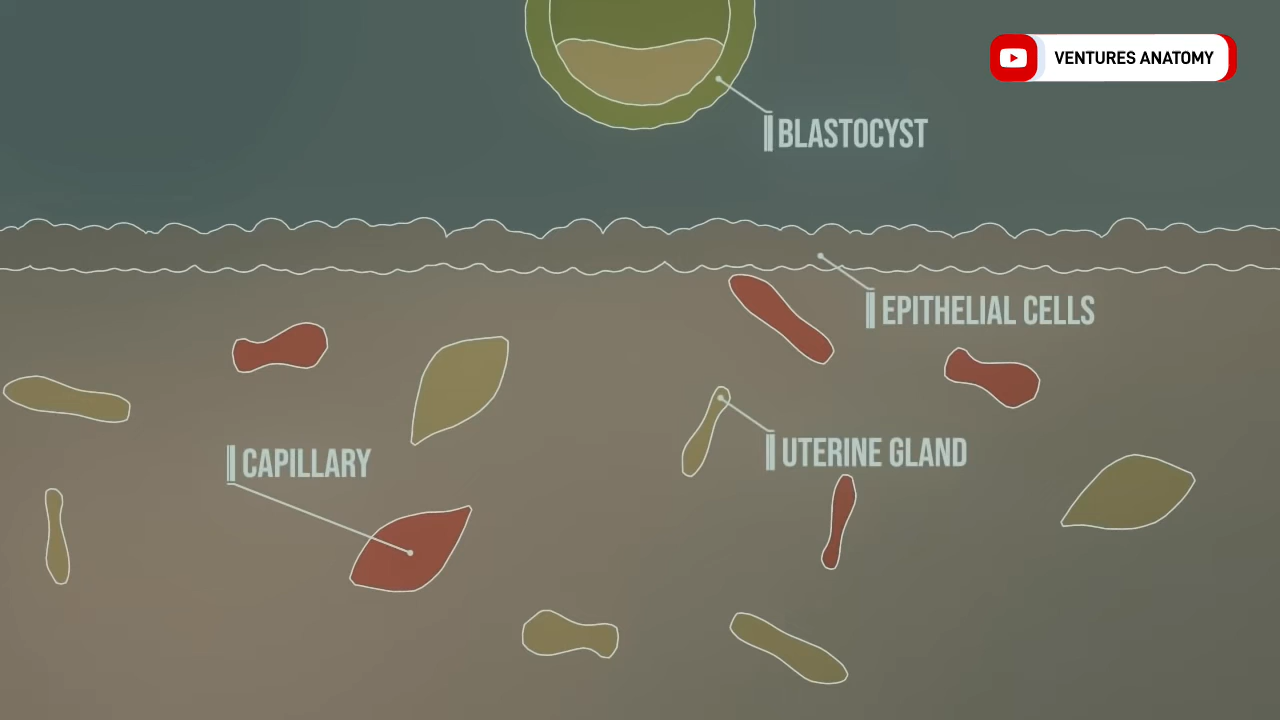 VENTURES ANATOMY
BLASTOCYST
EPITHELIAL CELLS
UTERINE GLAND
CAPILLARY